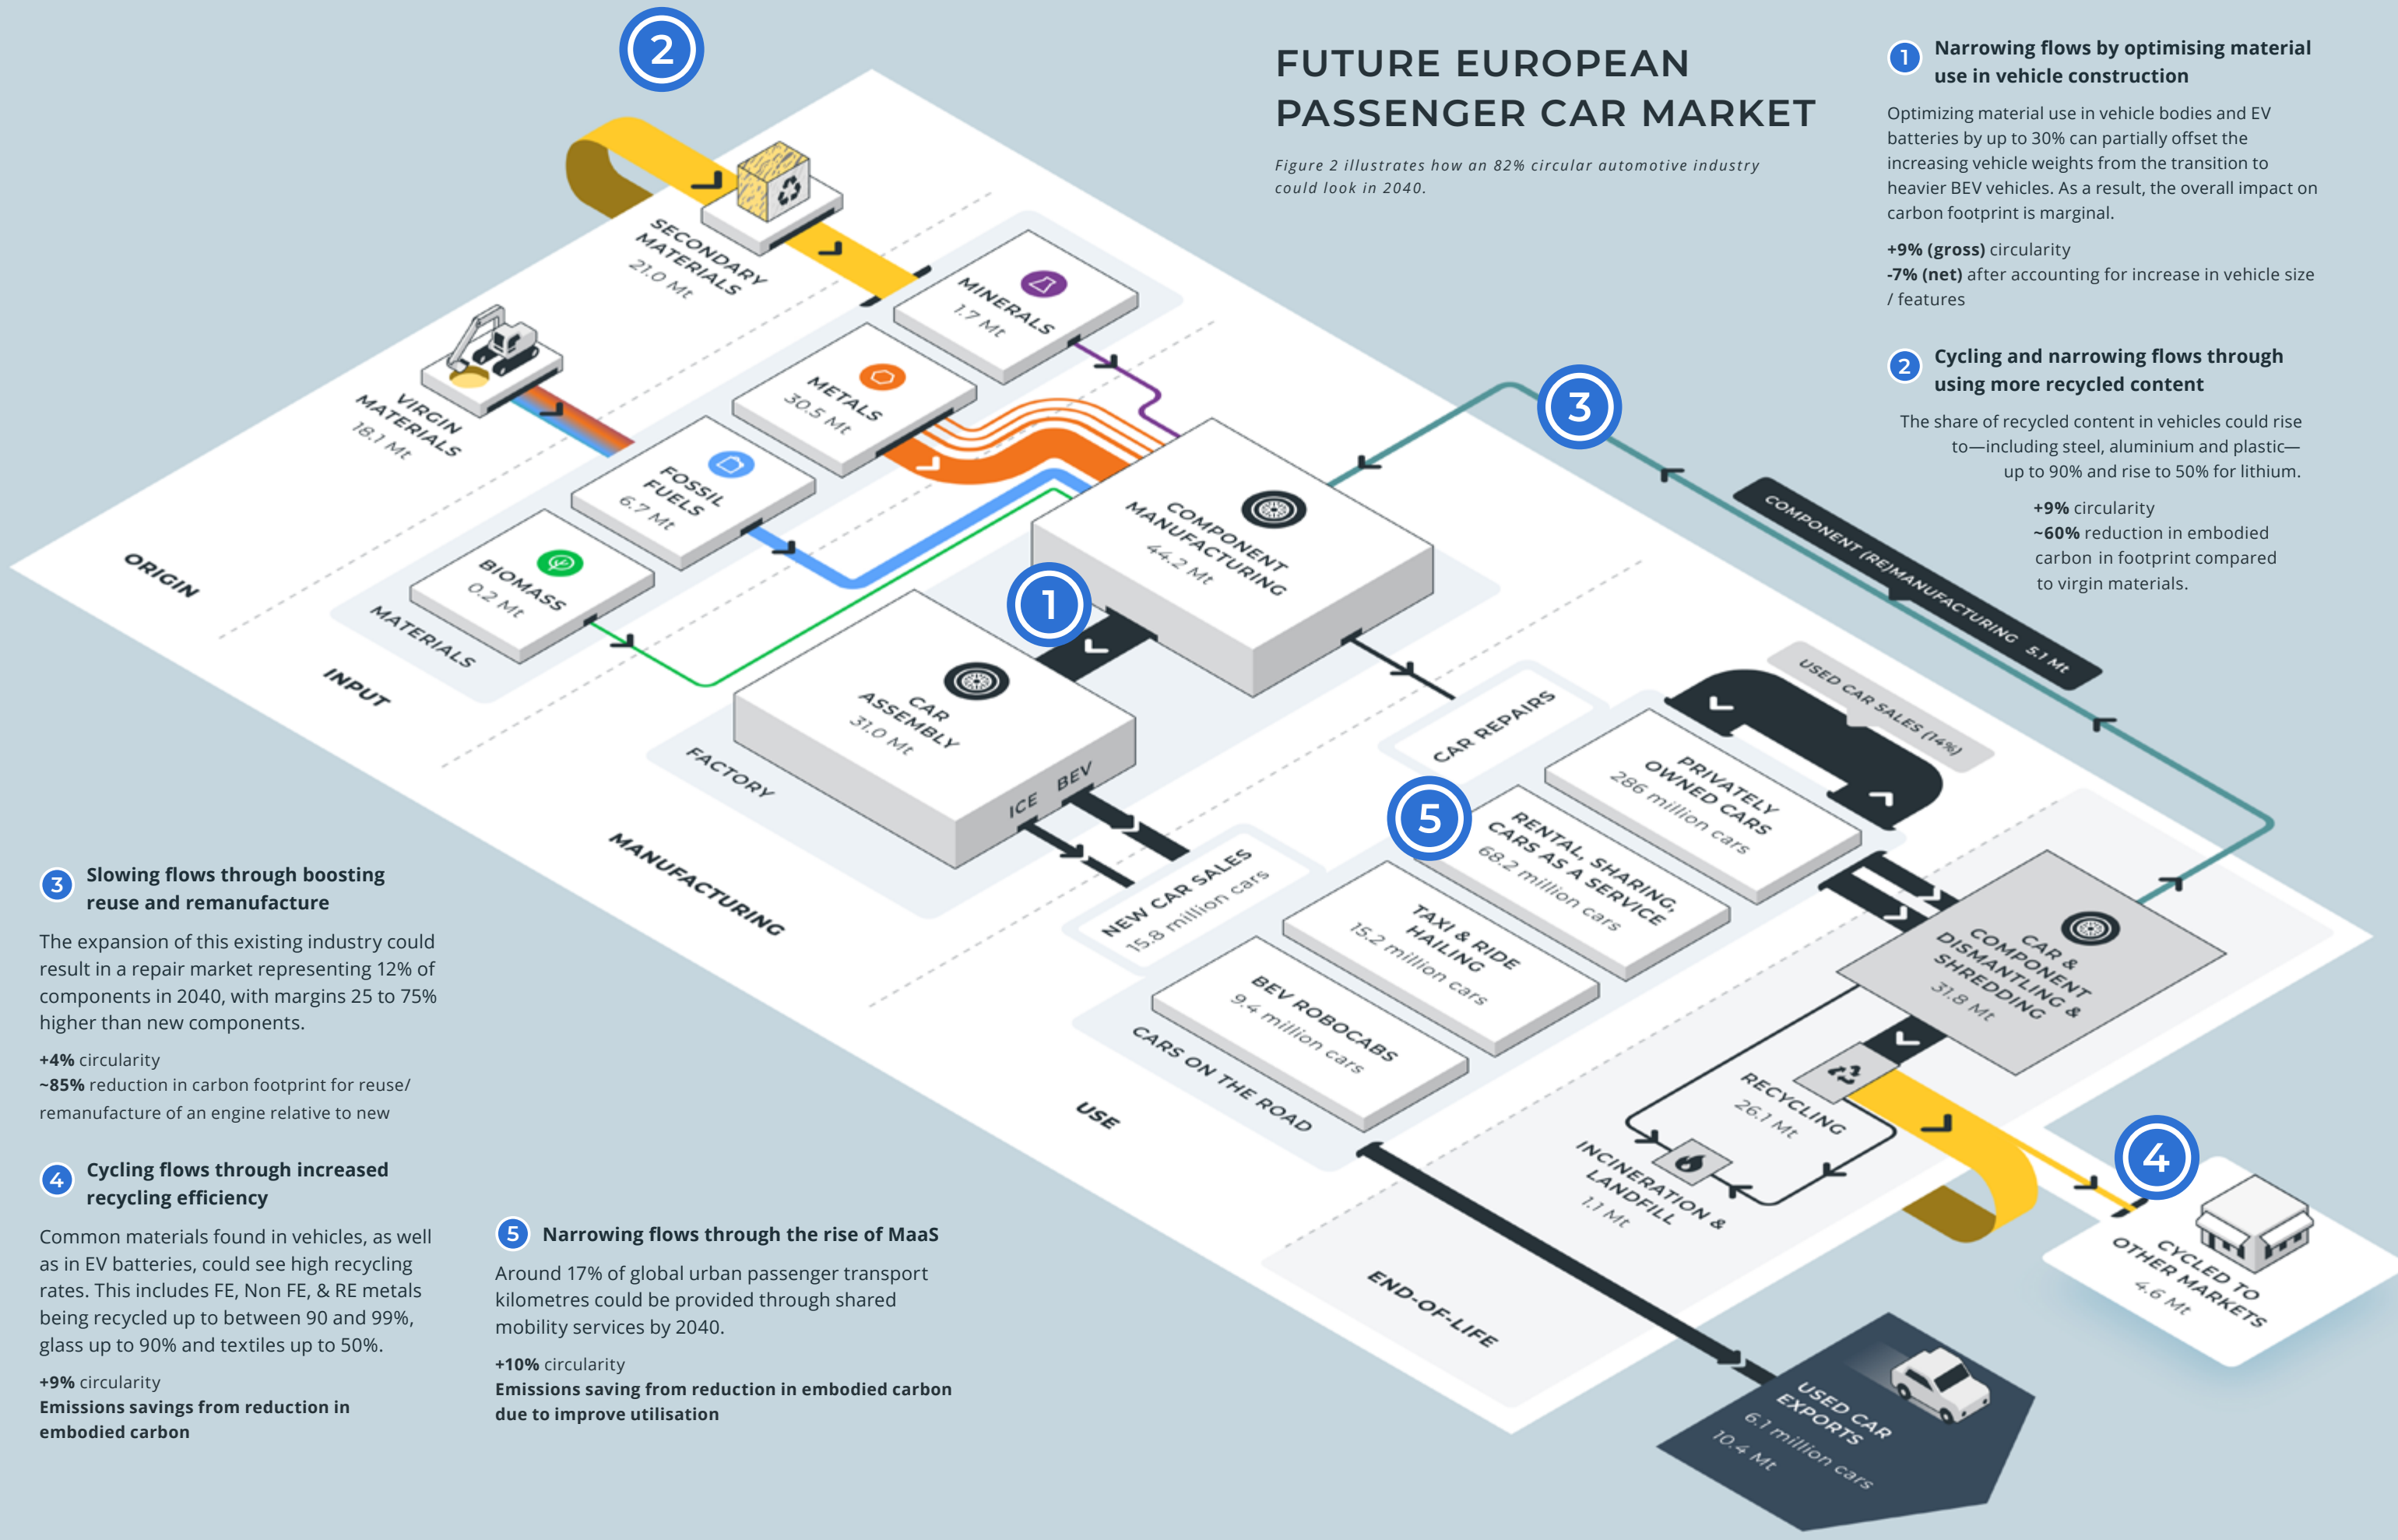 2
FUTURE EUROPEAN
PASSENGER CAR MARKET
Figure 2 illustrates how an 82% circular automotive industry
could look in 2040.
1
Narrowing flows by optimising material
use in vehicle construction
Optimizing material use in vehicle bodies and EV
batteries by up to 30% can partially offset the
increasing vehicle weights from the transition to
heavier BEV vehicles. As a result, the overall impact on
carbon footprint is marginal.
+9% (gross) circularity
-7% (net) after accounting for increase in vehicle size
/ features
2
Cycling and narrowing flows through
using more recycled content
The share of recycled content in vehicles could rise
to—including steel, aluminium and plastic—
up to 90% and rise to 50% for lithium.
+9% circularity
~60% reduction in embodied
carbon in footprint compared
to virgin materials.
SECONDARY
MATERIALS
21.0 Mt
VIRGIN
MATERIALS
18.1 Mt
ORIGIN
MINERALS
1.7 Mt
METALS
30.5 Mt
FOSSIL
FUELS
6.7 Mt
BIOMASS
0.2 Mt
MATERIALS
INPUT
3
COMPONENT (RE)MANUFACTURING 5.1 Mt
COMPONENT
MANUFACTURING
44.2 Mt
1
CAR
ASSEMBLY
31.0 Mt
ICE
BEV
FACTORY
MANUFACTURING
CAR REPAIRS
USED CAR SALES (14%)
NEW CAR SALES
15.8 million cars
5
PRIVATELY
OWNED CARS
286 million cars
RENTAL, SHARING,
CARS AS A SERVICE
68.2 million cars
TAXI & RIDE
HAILING
15.2 million cars
BEV ROBOCABS
9.4 million cars
CARS ON THE ROAD
USE
CAR &
COMPONENT
DISMANTLING &
SHREDDING
31.8 Mt
RECYCLING
26.1 Mt
INCINERATION &
LANDFILL
1.1 Mt
END-OF-LIFE
4
CYCLED TO
OTHER MARKETS
4.6 Mt
USED CAR
EXPORTS
6.1 million cars
10.4 Mt
3
Slowing flows through boosting
reuse and remanufacture
The expansion of this existing industry could
result in a repair market representing 12% of
components in 2040, with margins 25 to 75%
higher than new components.
+4% circularity
~85% reduction in carbon footprint for reuse/
remanufacture of an engine relative to new
4
Cycling flows through increased
recycling efficiency
Common materials found in vehicles, as well
as in EV batteries, could see high recycling
rates. This includes FE, Non FE, & RE metals
being recycled up to between 90 and 99%,
glass up to 90% and textiles up to 50%.
+9% circularity
Emissions savings from reduction in
embodied carbon
5
Narrowing flows through the rise of MaaS
Around 17% of global urban passenger transport
kilometres could be provided through shared
mobility services by 2040.
+10% circularity
Emissions saving from reduction in embodied carbon
due to improve utilisation